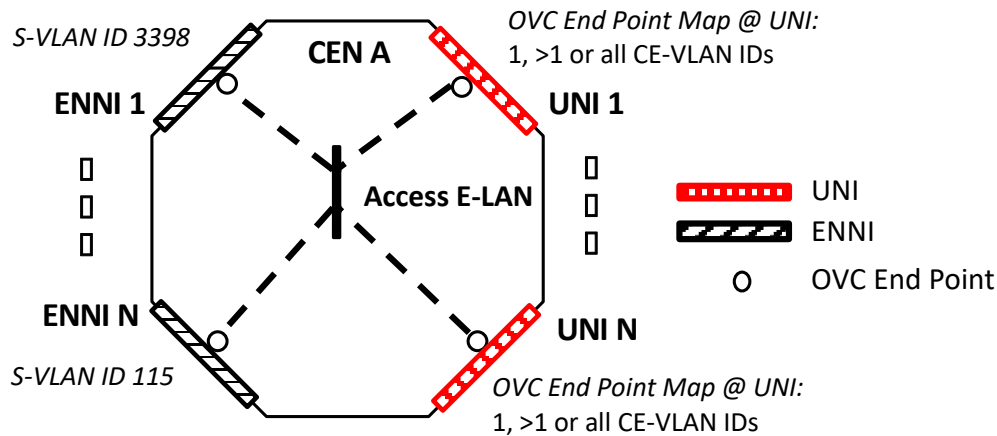 S-VLAN ID 3398
OVC End Point Map @ UNI:
1, >1 or all CE-VLAN IDs
CEN A
ENNI 1
UNI 1
Access E-LAN
UNI
ENNI
OVC End Point
ENNI N
UNI N
S-VLAN ID 115
OVC End Point Map @ UNI:
1, >1 or all CE-VLAN IDs